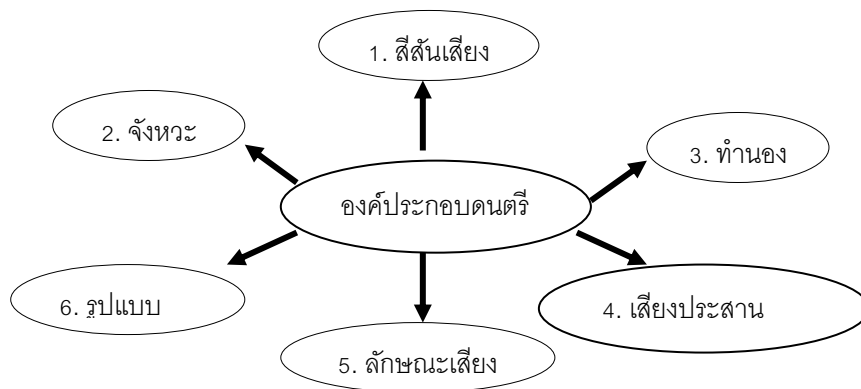 1. สีสันเสียง
2. จังหวะ
3. ทำนอง
องค์ประกอบดนตรี
6. รูปแบบ
4. เสียงประสาน
5. ลักษณะเสียง